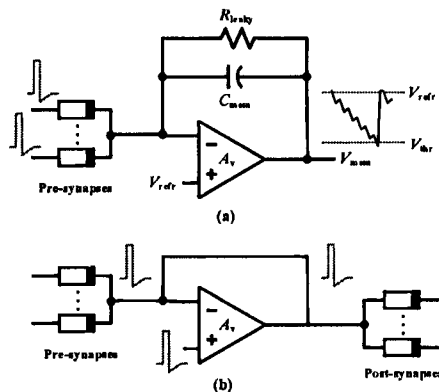 R_leaky
C_mem
V_refr
V_thr
V_mem
A_v
V_refr
Pre-synapses
(a)
A_v
Pre-synapses
Post-synapses
(b)